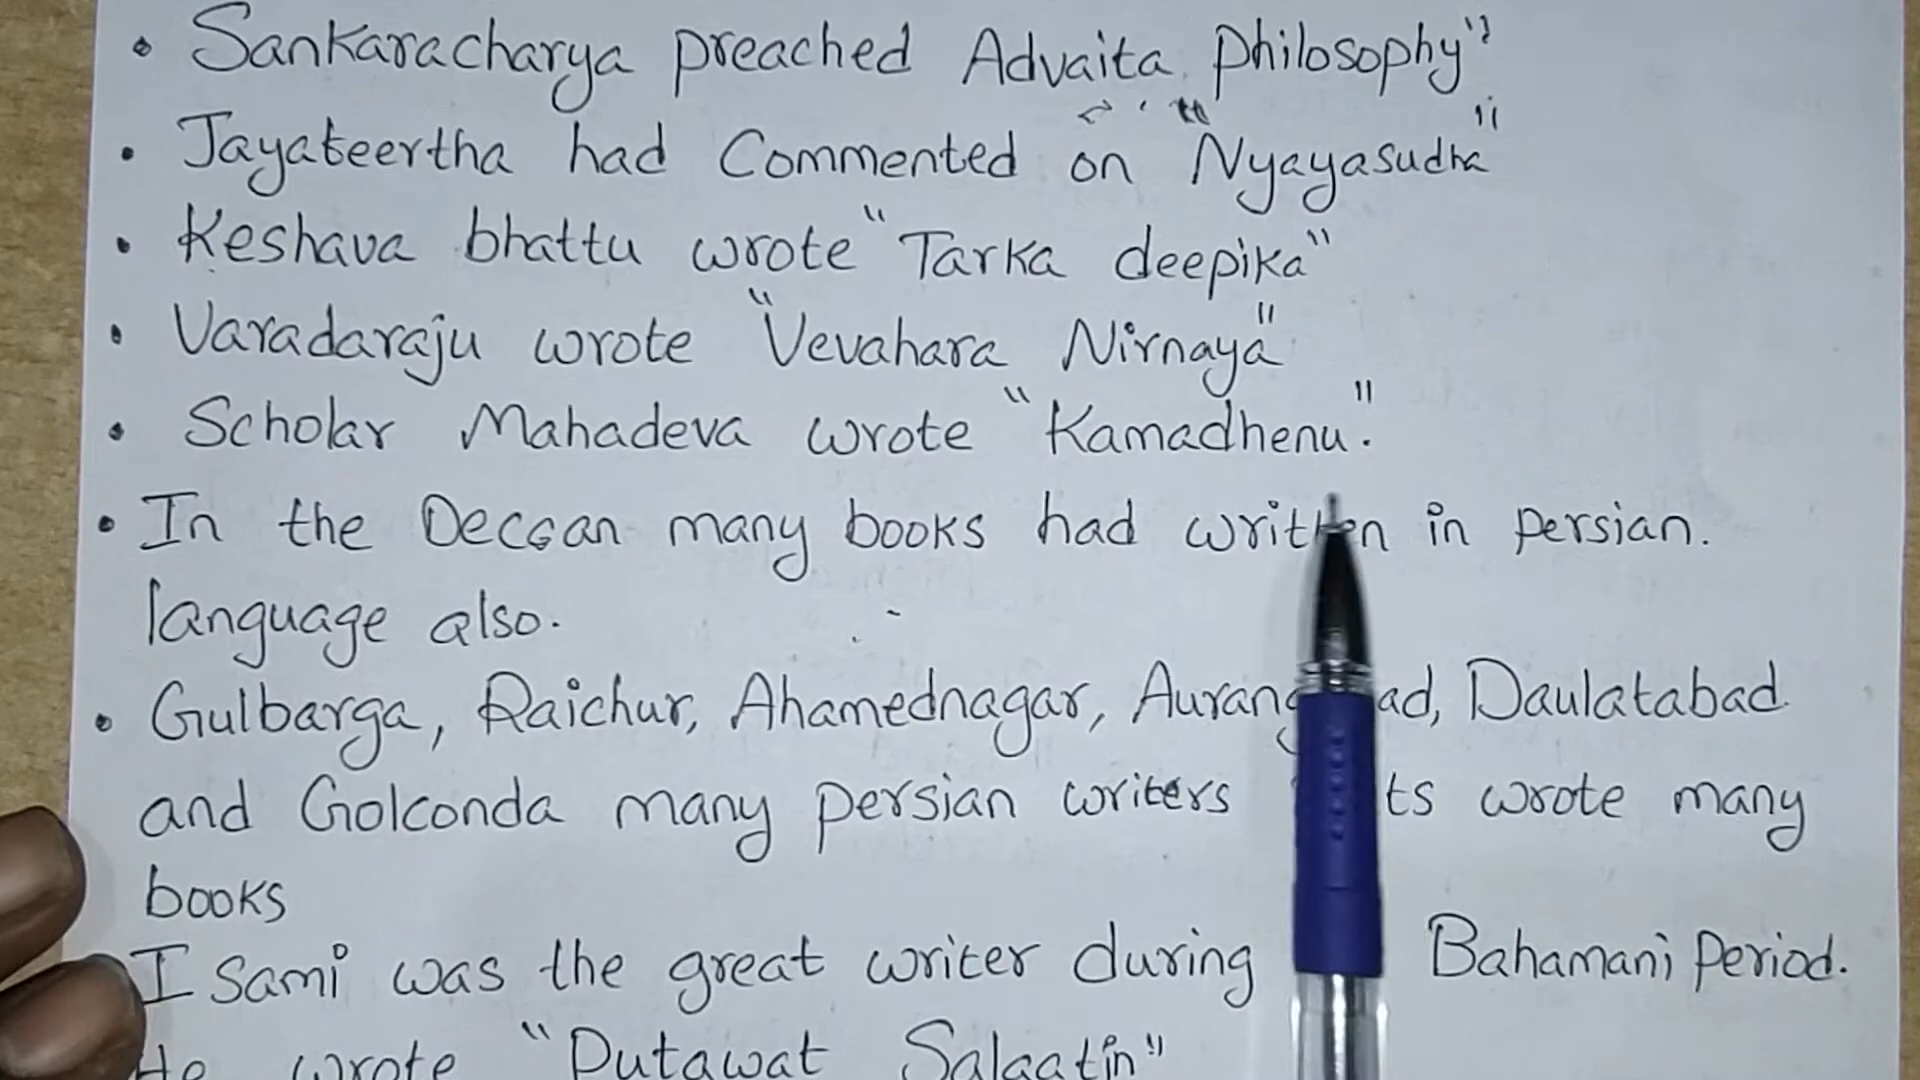 • Sankaracharya preached Advaita philosophy"
• Jayateertha had Commented on "Nyayasudha"
• Keshava bhattu wrote "Tarka deepika"
• Varadaraju wrote "Vevahara Nirnaya"
• Scholar Mahadeva wrote "Kamadhenu."
• In the Deccan many books had written in persian.
language also.
• Gulbarga, Raichur, Ahamednagar, Daulatabad
and Golconda many persian writers wrote many
books
I Sami was the great writer during Bahamani Period.
He wrote "Putawat Salaatin"